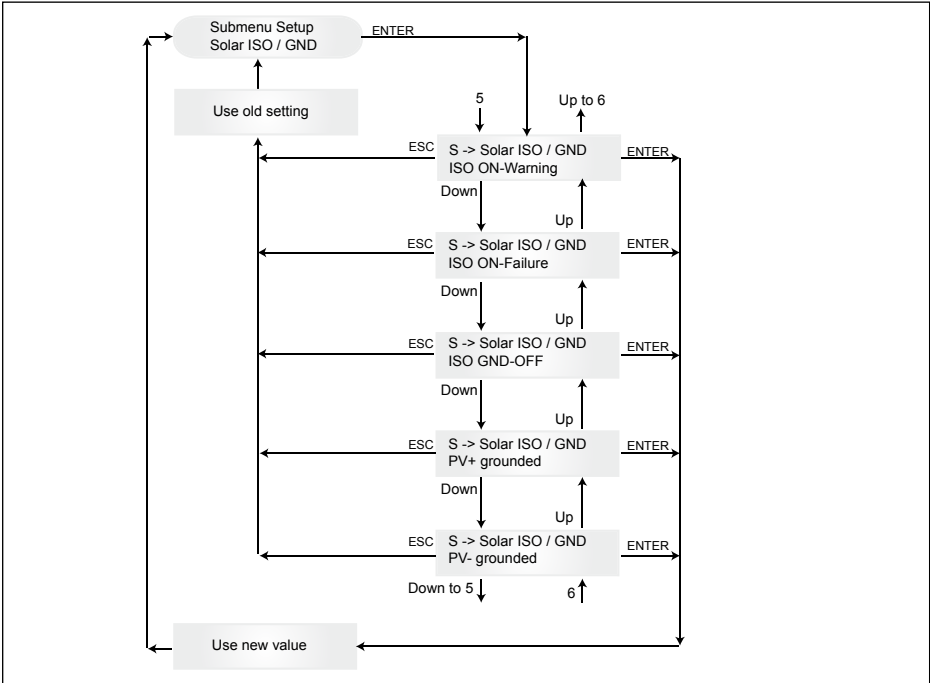 Submenu Setup
Solar ISO / GND
ENTER
Use old setting
5
Up to 6
ESC
S -> Solar ISO / GND
ISO ON-Warning
ENTER
Down
Up
ESC
S -> Solar ISO / GND
ISO ON-Failure
ENTER
Down
Up
ESC
S -> Solar ISO / GND
ISO GND-OFF
ENTER
Down
Up
ESC
S -> Solar ISO / GND
PV+ grounded
ENTER
Down
Up
ESC
S -> Solar ISO / GND
PV- grounded
ENTER
Down to 5
6
Use new value